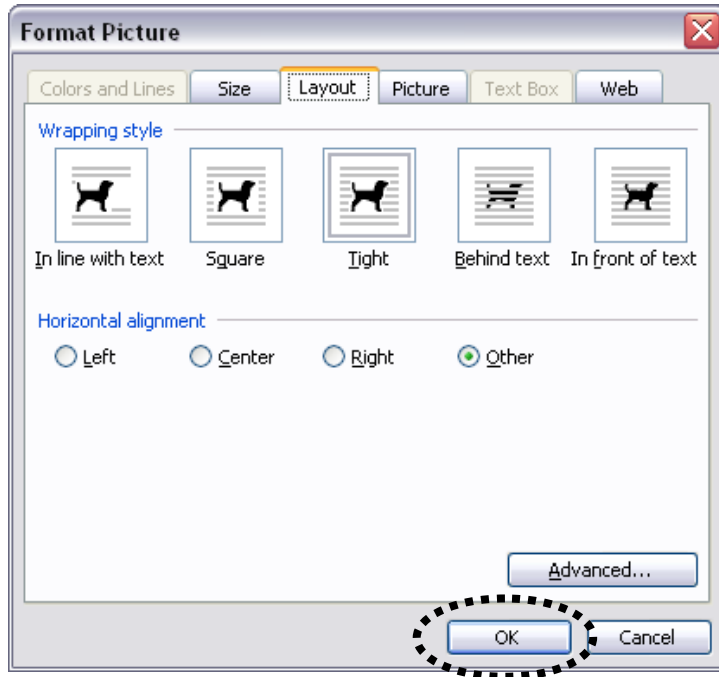 Format Picture
Colors and Lines Size Layout Picture Text Box Web
Wrapping style
In line with text Square Tight Behind text In front of text
Horizontal alignment
Left Center Right Other
Advanced...
OK Cancel